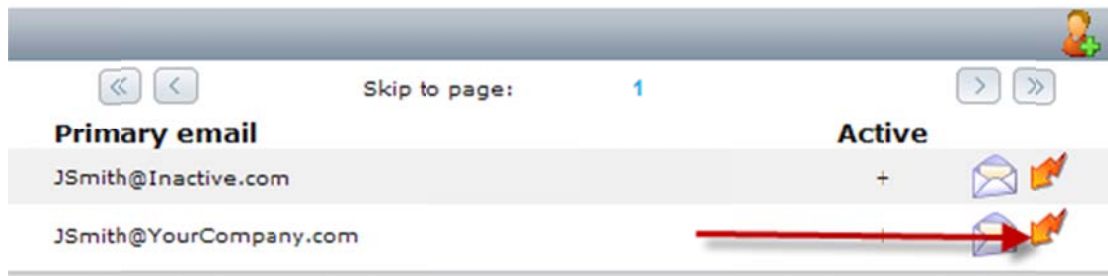 Skip to page: 1
Primary email Active
JSmith@Inactive.com +
JSmith@YourCompany.com +